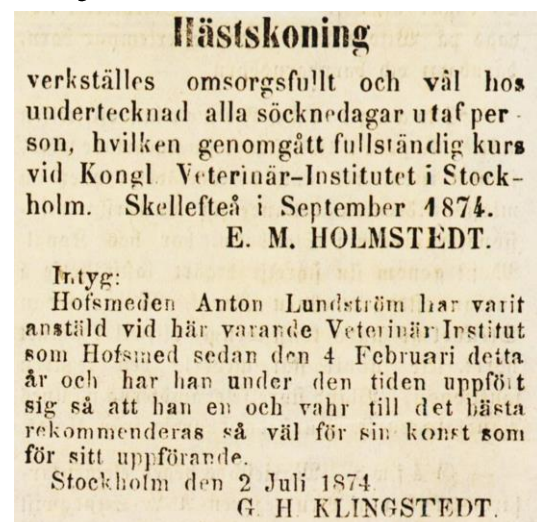 Hästskoning
verkställes omsorgsfullt och väl hos
undertecknad alla söcknedagar utaf per-
son, hvilken genomgått fullständig kurs
vid Kongl. Veterinär-Institutet i Stock-
holm. Skellefteå i September 1874.
E. M. HOLMSTEDT.
Pr.tyg:
Hofsmeden Anton Lundström har varit
anstäld vid här varande Veterinär Institut
som Hofsmed sedan den 4 Februari detta
år och har han under den tiden uppfört
sig så att han en och vahr till det bästa
rekommenderas så väl för sin konst som
för sitt uppförande.
Stockholm den 2 Juli 1874.
G. H. KLINGSTEDT.